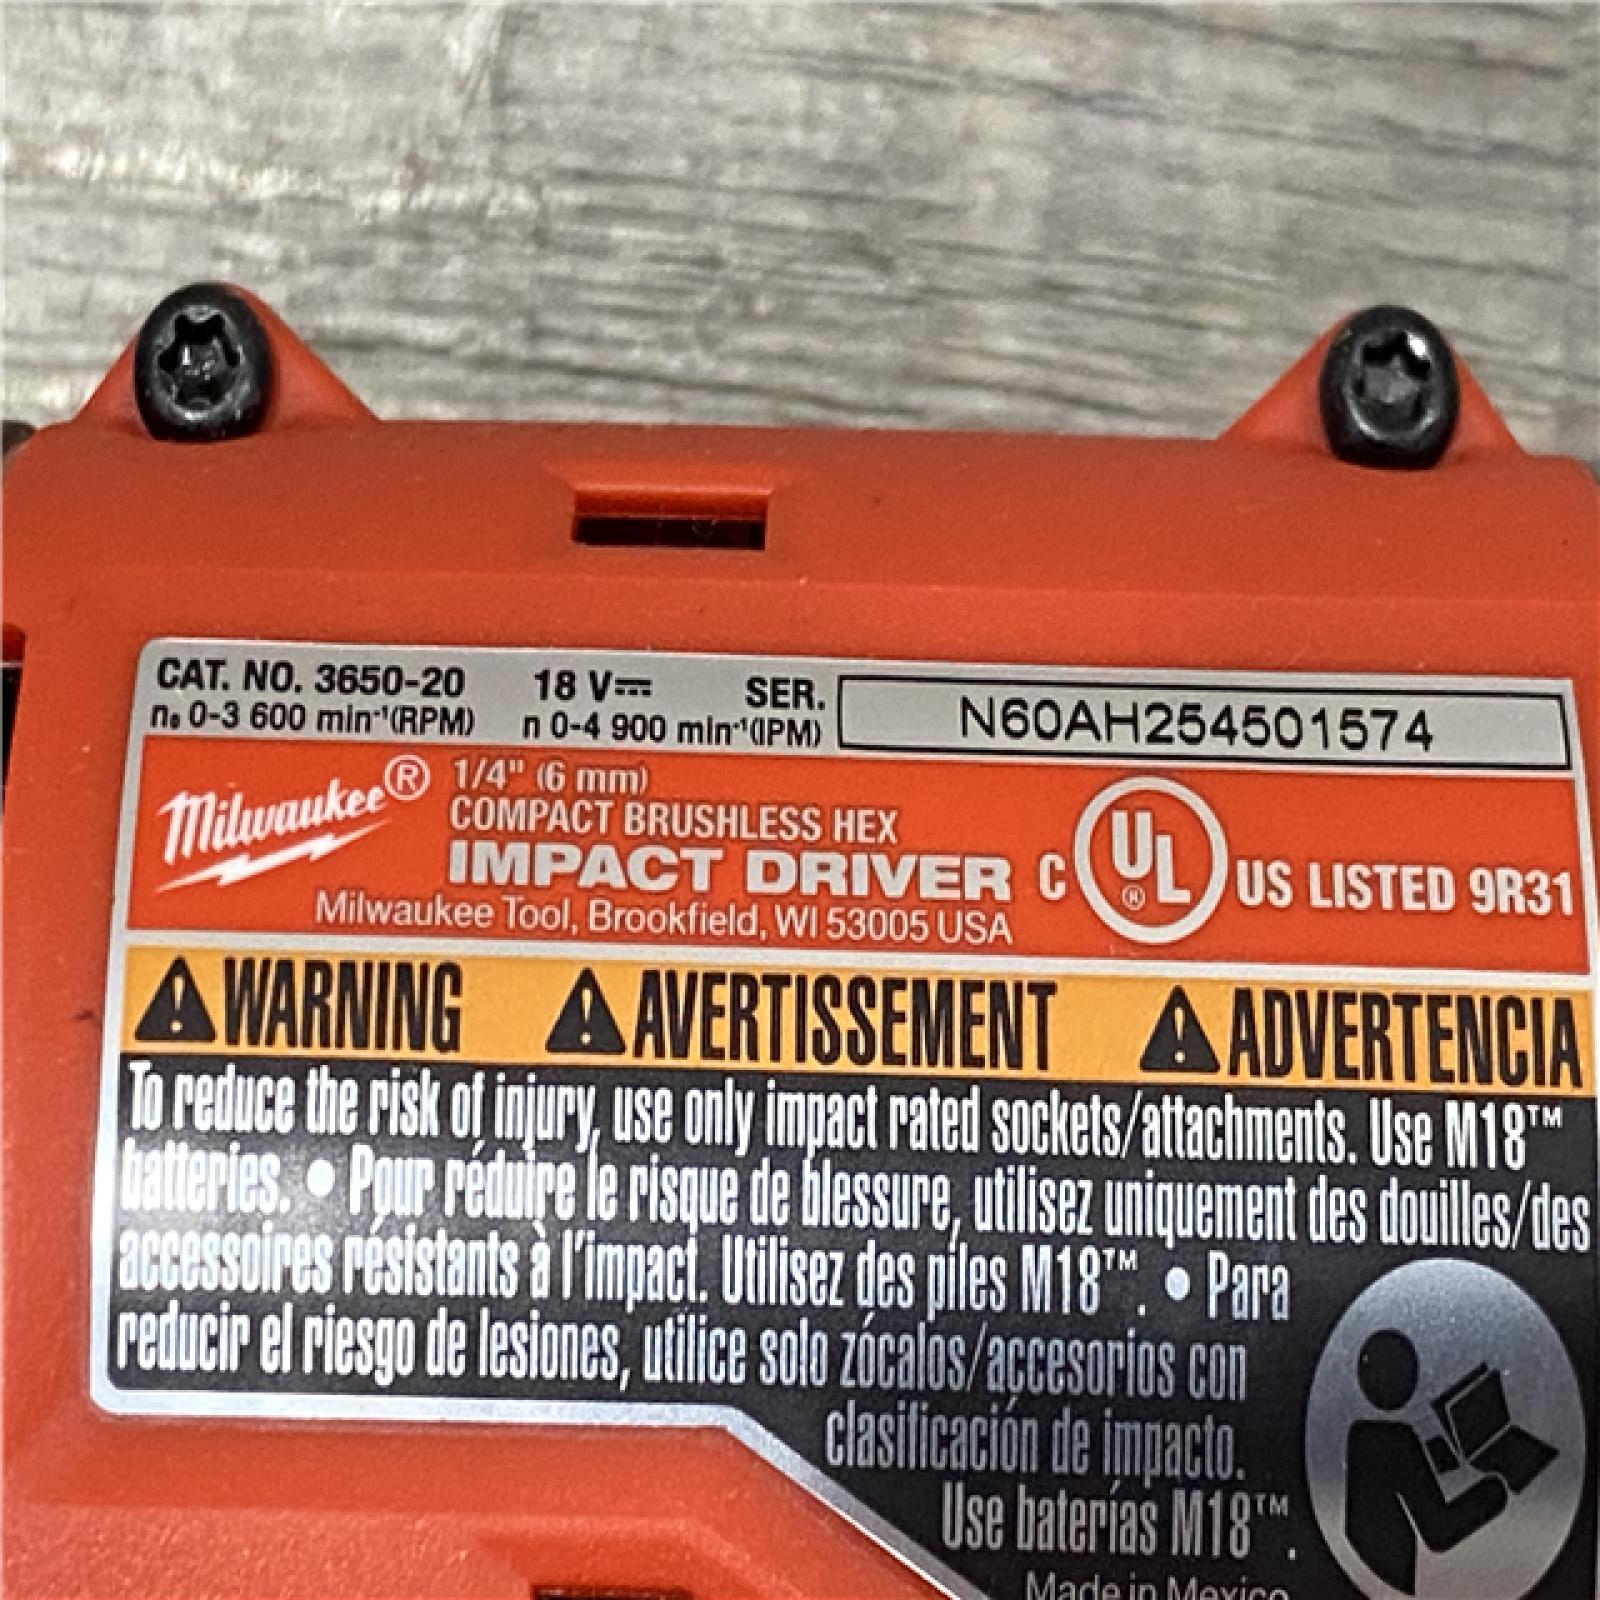 CAT. NO. 3650-20 18 V⎓ SER. N60AH254501574
n₀ 0-3 600 min⁻¹(RPM) n 0-4 900 min⁻¹(IPM)
Milwaukee® 1/4" (6 mm)
COMPACT BRUSHLESS HEX
IMPACT DRIVER
C UL® US LISTED 9R31
Milwaukee Tool, Brookfield, WI 53005 USA
WARNING AVERTISSEMENT ADVERTENCIA
To reduce the risk of injury, use only impact rated sockets/attachments. Use M18™
batteries. • Pour réduire le risque de blessure, utilisez uniquement des douilles/des
accessoires résistants à l'impact. Utilisez des piles M18™. • Para
reducir el riesgo de lesiones, utilice solo zócalos/accesorios con
clasificación de impacto.
Use baterías M18™.
Made in Mexico